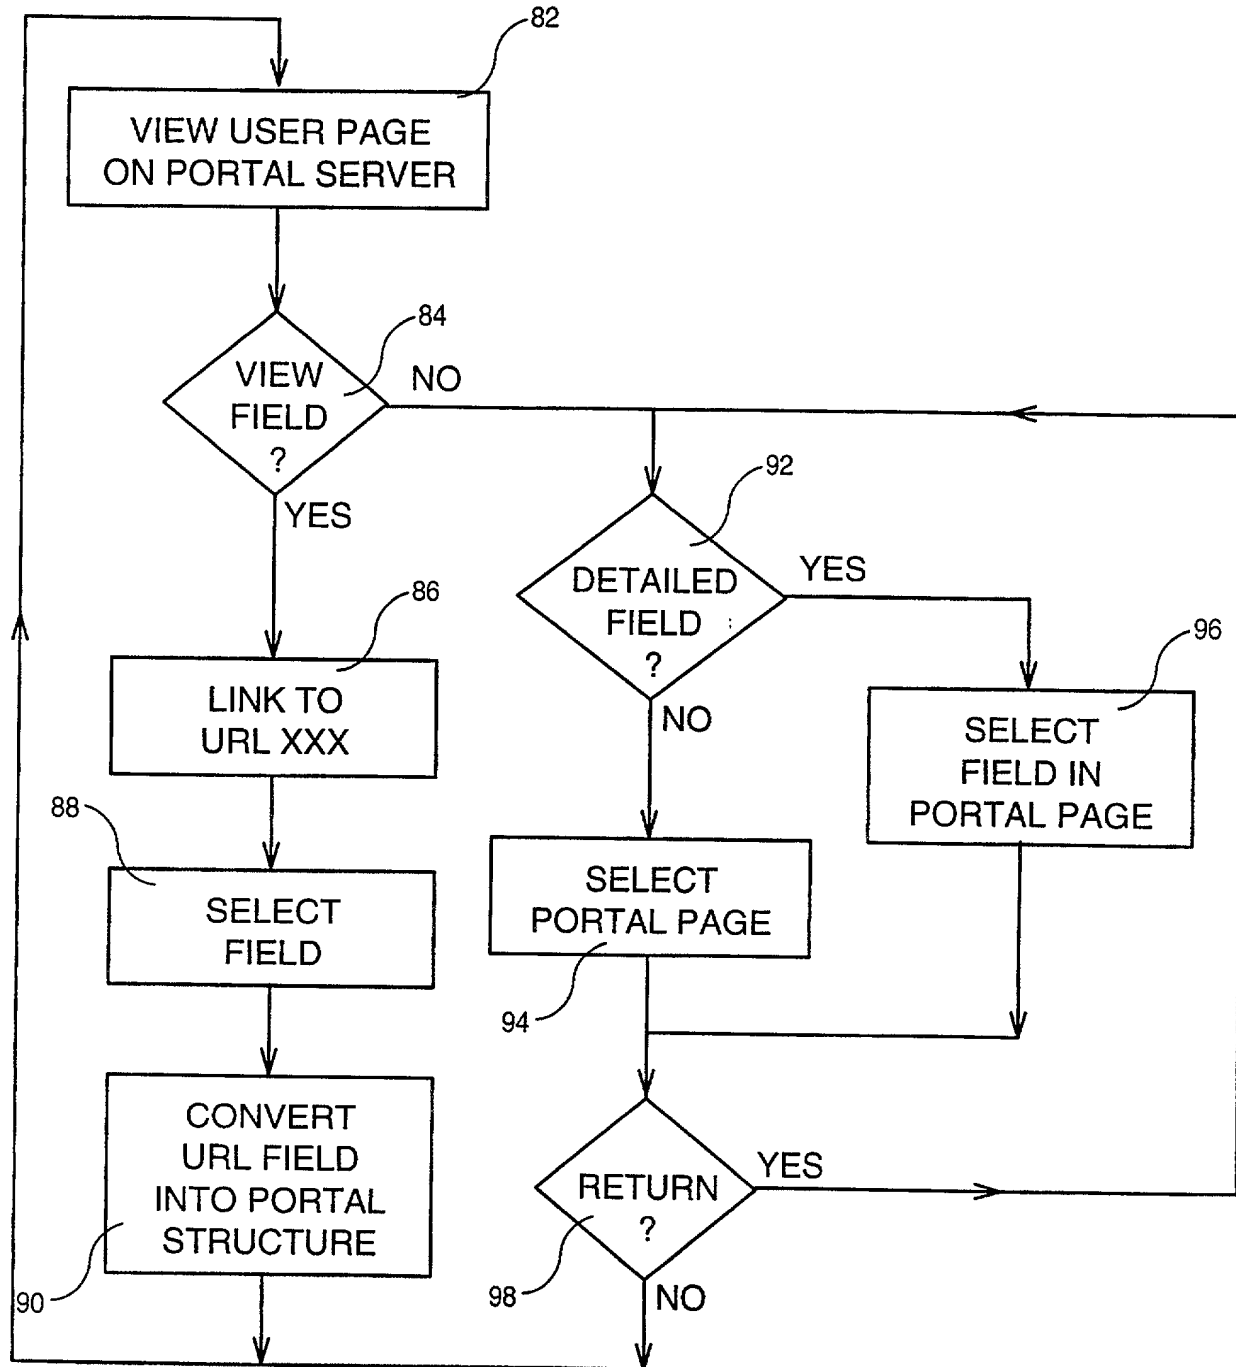 82
VIEW USER PAGE
ON PORTAL SERVER
84
VIEW
FIELD
?
NO
YES
92
DETAILED
FIELD
?
YES
NO
86
LINK TO
URL XXX
96
SELECT
FIELD IN
PORTAL PAGE
88
SELECT
FIELD
SELECT
PORTAL PAGE
94
CONVERT
URL FIELD
INTO PORTAL
STRUCTURE
90
RETURN
?
YES
98
NO